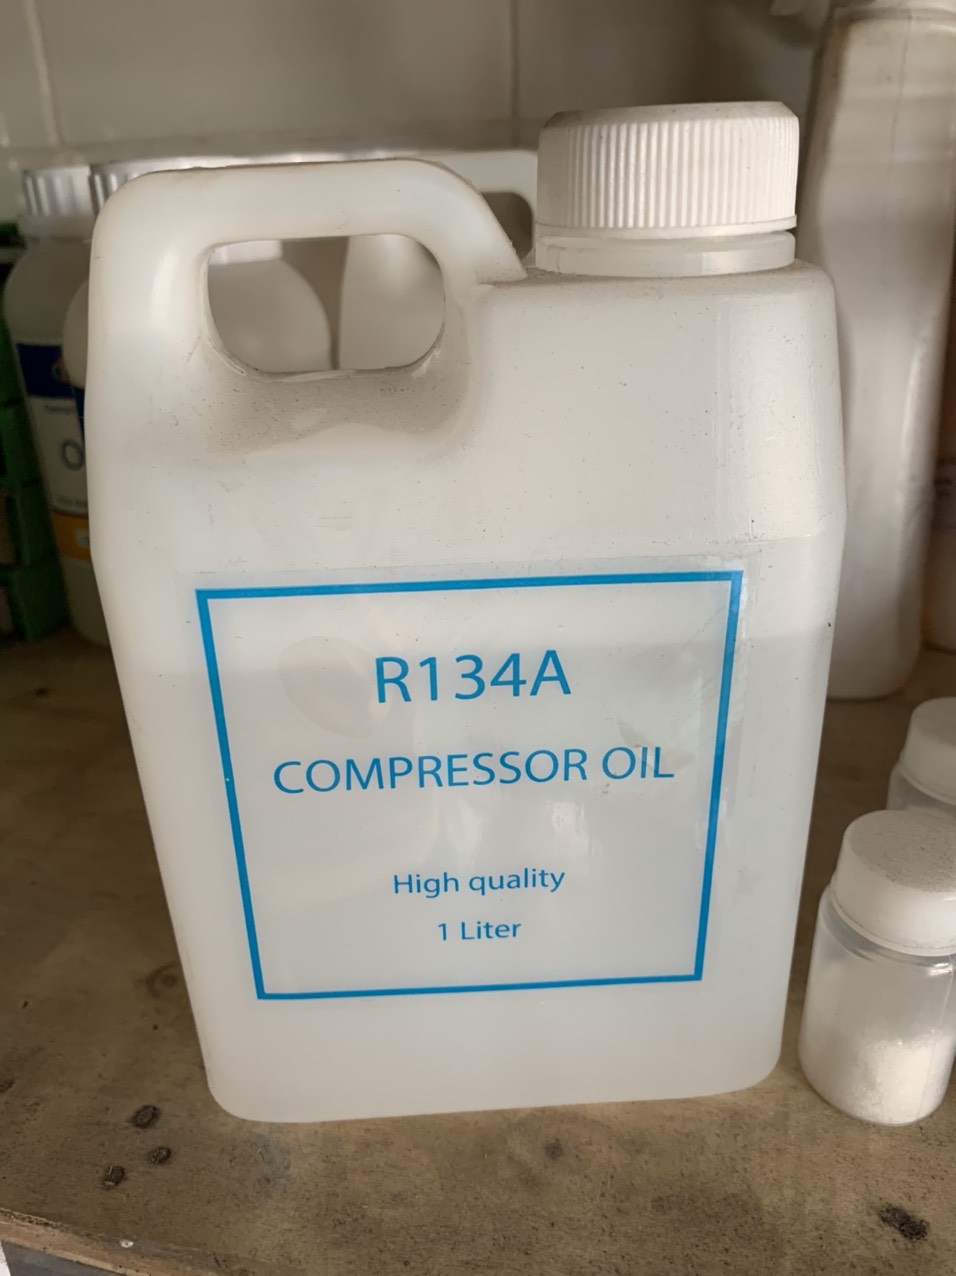 R134A
COMPRESSOR OIL
High quality
1 Liter